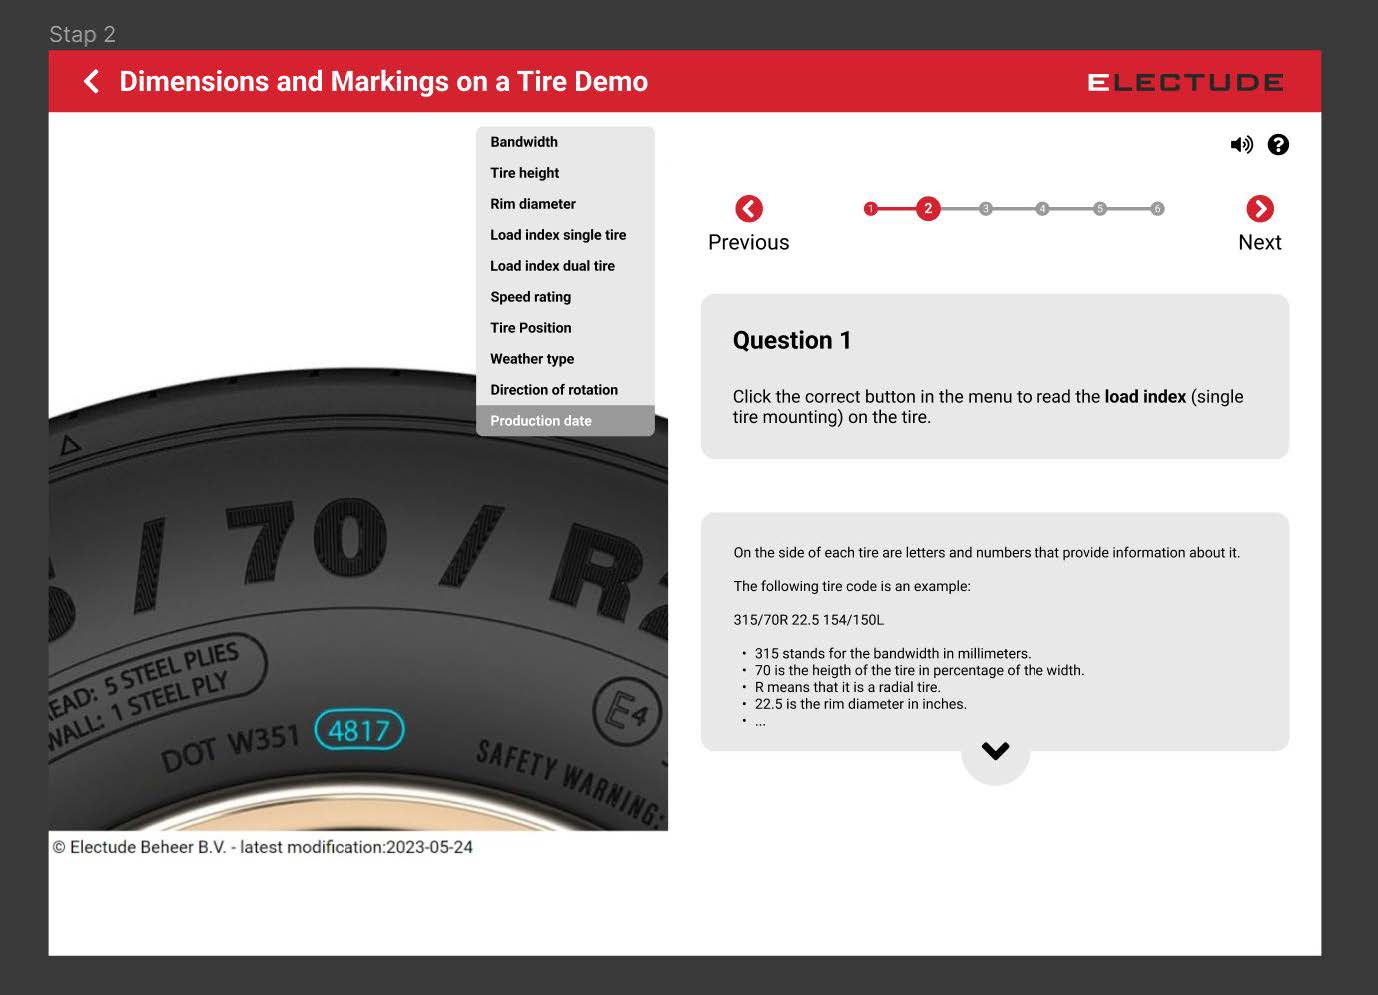 Stap 2
Dimensions and Markings on a Tire Demo
ELECTUDE
Bandwidth
Tire height
Rim diameter
Load index single tire
Load index dual tire
Speed rating
Tire Position
Weather type
Direction of rotation
Production date
/ 70 / R
EAD: 5 STEEL PLIES
WALL: 1 STEEL PLY
DOT W351 4817
E4
SAFETY WARNING:
© Electude Beheer B.V. - latest modification:2023-05-24
Previous
1 2 3 4 5 6
Next
Question 1
Click the correct button in the menu to read the load index (single
tire mounting) on the tire.
On the side of each tire are letters and numbers that provide information about it.
The following tire code is an example:
315/70R 22.5 154/150L
• 315 stands for the bandwidth in millimeters.
• 70 is the heigth of the tire in percentage of the width.
• R means that it is a radial tire.
• 22.5 is the rim diameter in inches.
• ...